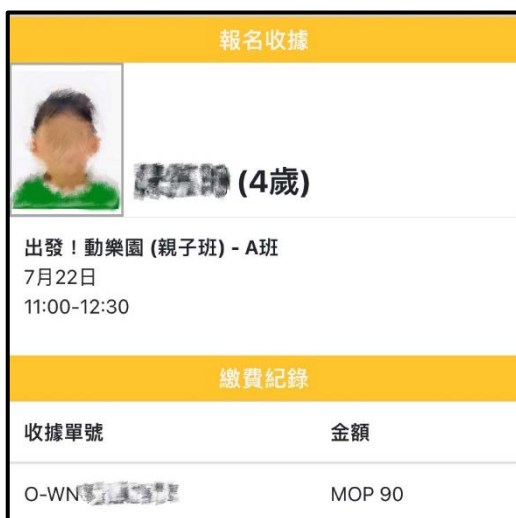 報名收據
(4歲)
出發！動樂園 (親子班) - A班
7月22日
11:00-12:30
繳費紀錄
收據單號 金額
O-WN MOP 90